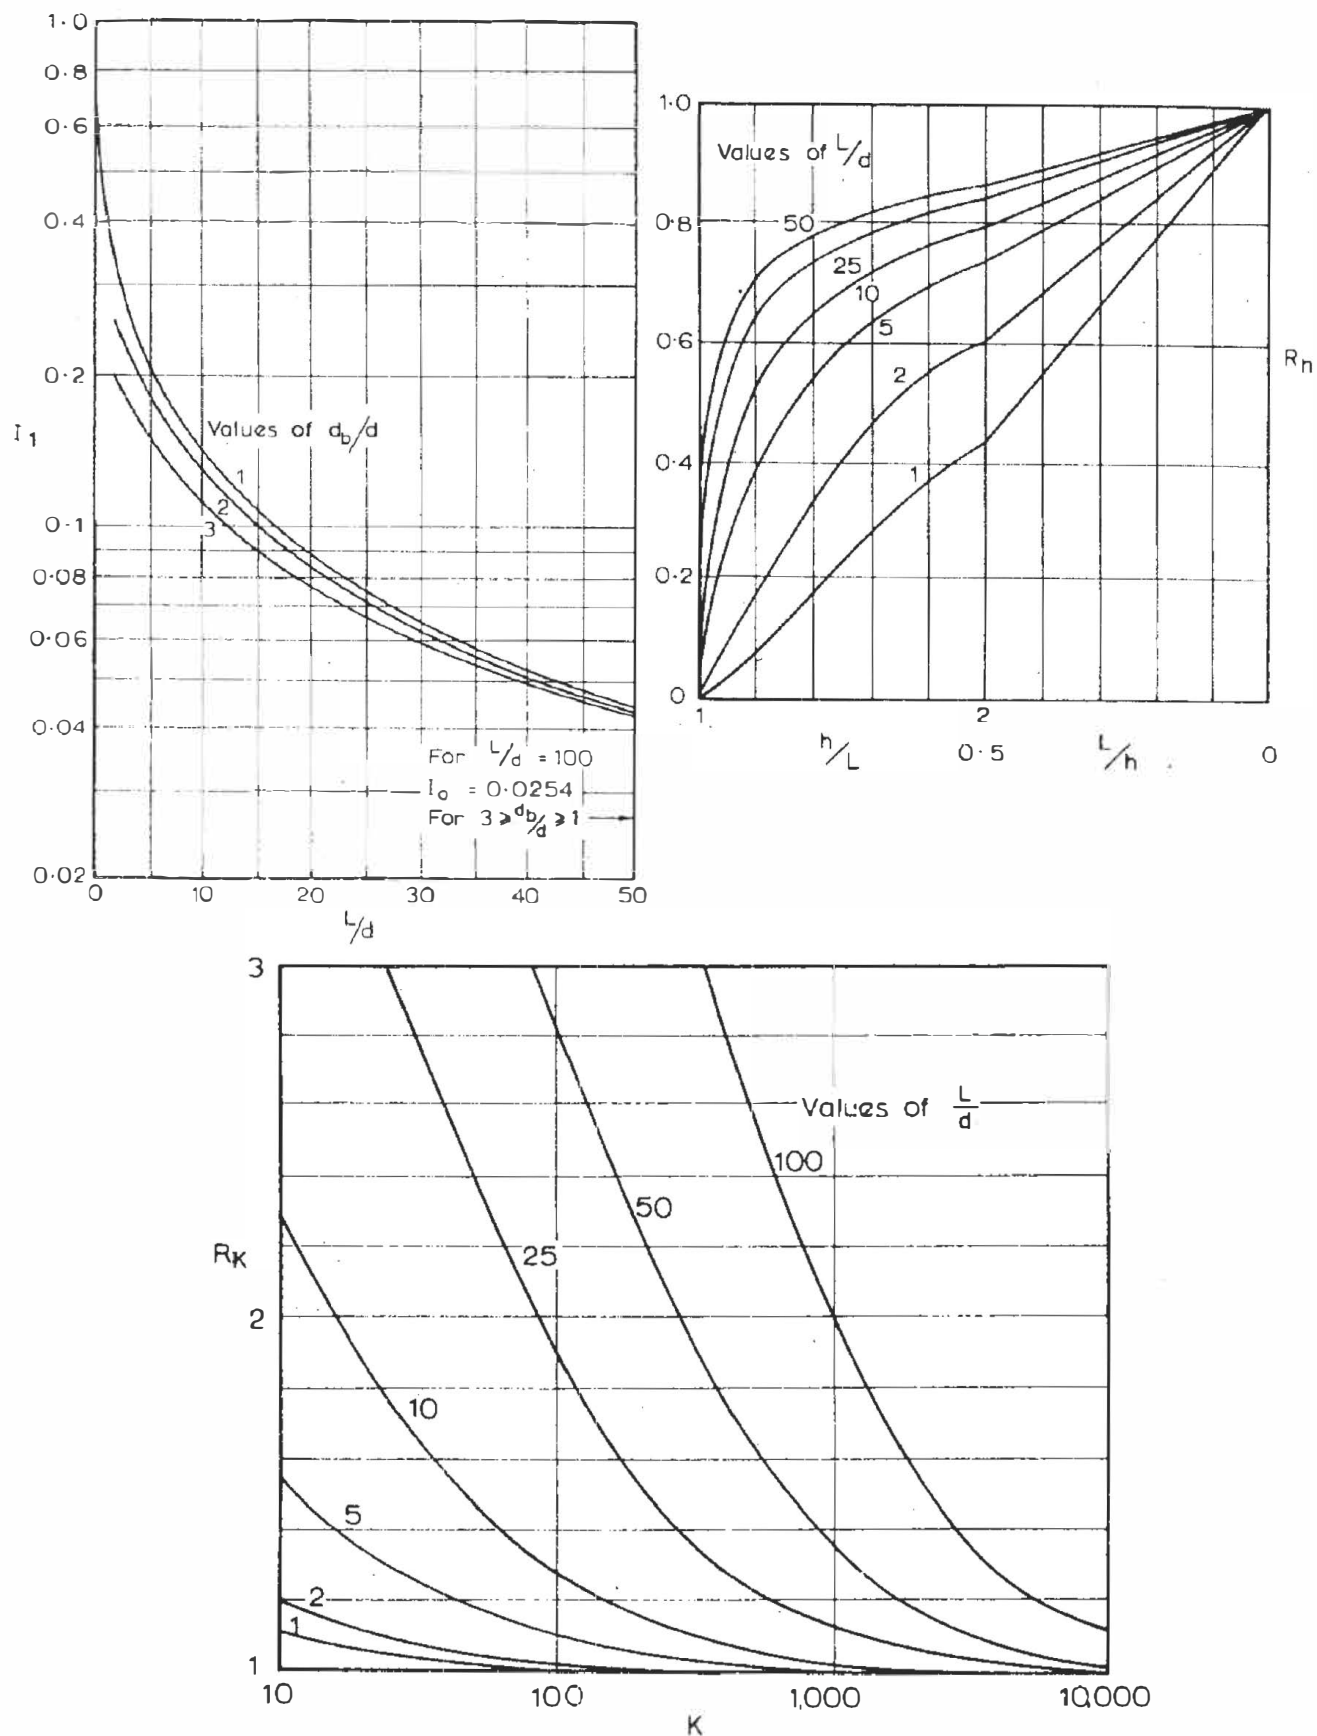 1.0
0.8
0.6
0.4
0.2
I1
0.1
0.08
0.06
0.04
0.02
Values of db/d
1
2
3
For L/d = 100
Io = 0.0254
For 3 ⩾ db/d ⩾ 1
0 10 20 30 40 50
L/d
1.0
0.8
0.6
0.4
0.2
0
Values of L/d
50
25
10
5
2
1
Rh
1 2
h/L 0.5 L/h 0
3
2
1
RK
Values of L/d
100
50
25
10
5
2
1
10 100 1,000 10,000
K